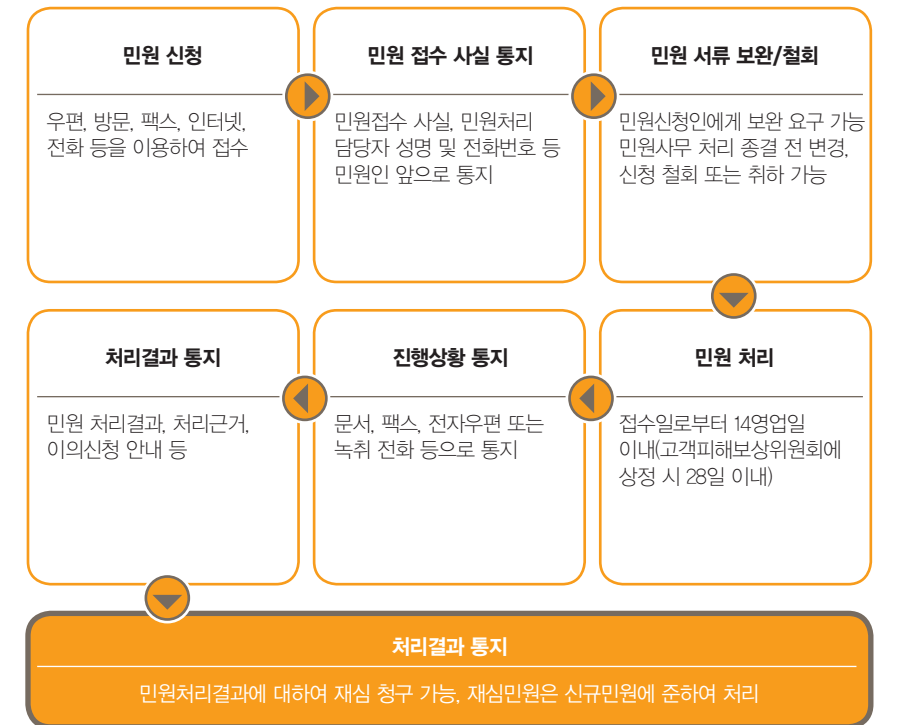 민원 신청
우편, 방문, 팩스, 인터넷,
전화 등을 이용하여 접수
민원 접수 사실 통지
민원접수 사실, 민원처리
담당자 성명 및 전화번호 등
민원인 앞으로 통지
민원 서류 보완/철회
민원신청인에게 보완 요구 가능
민원사무 처리 종결 전 변경,
신청 철회 또는 취하 가능
민원 처리
접수일로부터 14영업일
이내(고객피해보상위원회에
상정 시 28일 이내)
진행상황 통지
문서, 팩스, 전자우편 또는
녹취 전화 등으로 통지
처리결과 통지
민원 처리결과, 처리근거,
이의신청 안내 등
처리결과 통지
민원처리결과에 대하여 재심 청구 가능, 재심민원은 신규민원에 준하여 처리